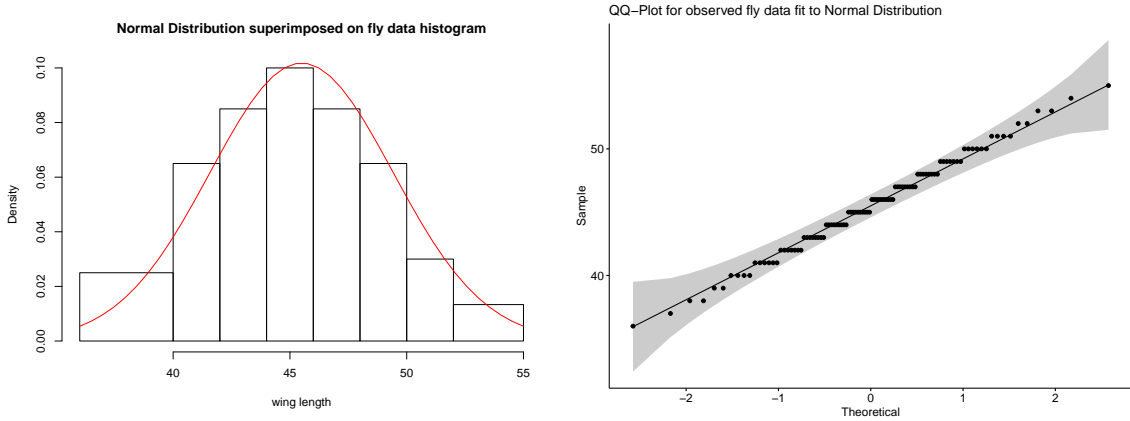 Normal Distribution superimposed on fly data histogram
Density
0.00
0.02
0.04
0.06
0.08
0.10
40
45
50
55
wing length
QQ−Plot for observed fly data fit to Normal Distribution
Sample
50
40
−2
−1
0
1
2
Theoretical